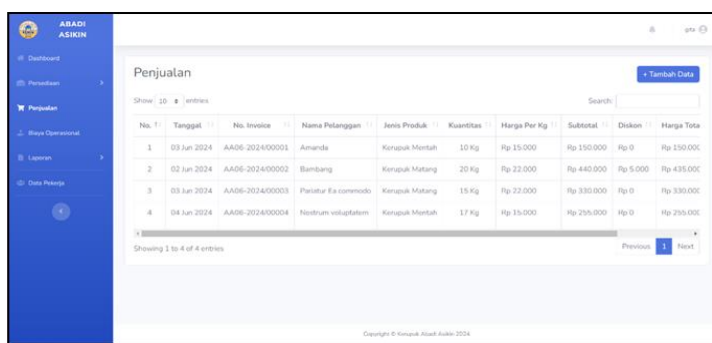 ABADI
ASIKIN
gita
Dashboard
Persediaan
Penjualan
Biaya Operasional
Laporan
Data Pekerja
Penjualan
+ Tambah Data
Show 10 entries
Search:
No. Tanggal No. Invoice Nama Pelanggan Jenis Produk Kuantitas Harga Per Kg Subtotal Diskon Harga Tota
1 03 Jun 2024 AA06-2024/00001 Amanda Kerupuk Mentah 10 Kg Rp 15.000 Rp 150.000 Rp 0 Rp 150.00
2 02 Jun 2024 AA06-2024/00002 Bambang Kerupuk Matang 20 Kg Rp 22.000 Rp 440.000 Rp 5.000 Rp 435.00
3 03 Jun 2024 AA06-2024/00003 Pariatur Ea commodo Kerupuk Matang 15 Kg Rp 22.000 Rp 330.000 Rp 0 Rp 330.00
4 04 Jun 2024 AA06-2024/00004 Nostrum voluptatem Kerupuk Mentah 17 Kg Rp 15.000 Rp 255.000 Rp 0 Rp 255.00
Showing 1 to 4 of 4 entries
Previous 1 Next
Copyright © Kerupuk Abadi Asikin 2024